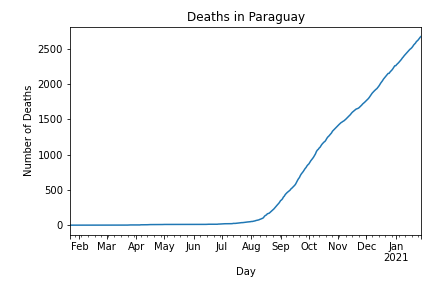 Deaths in Paraguay
Number of Deaths
2500
2000
1500
1000
500
0
Feb Mar Apr May Jun Jul Aug Sep Oct Nov Dec Jan
2021
Day